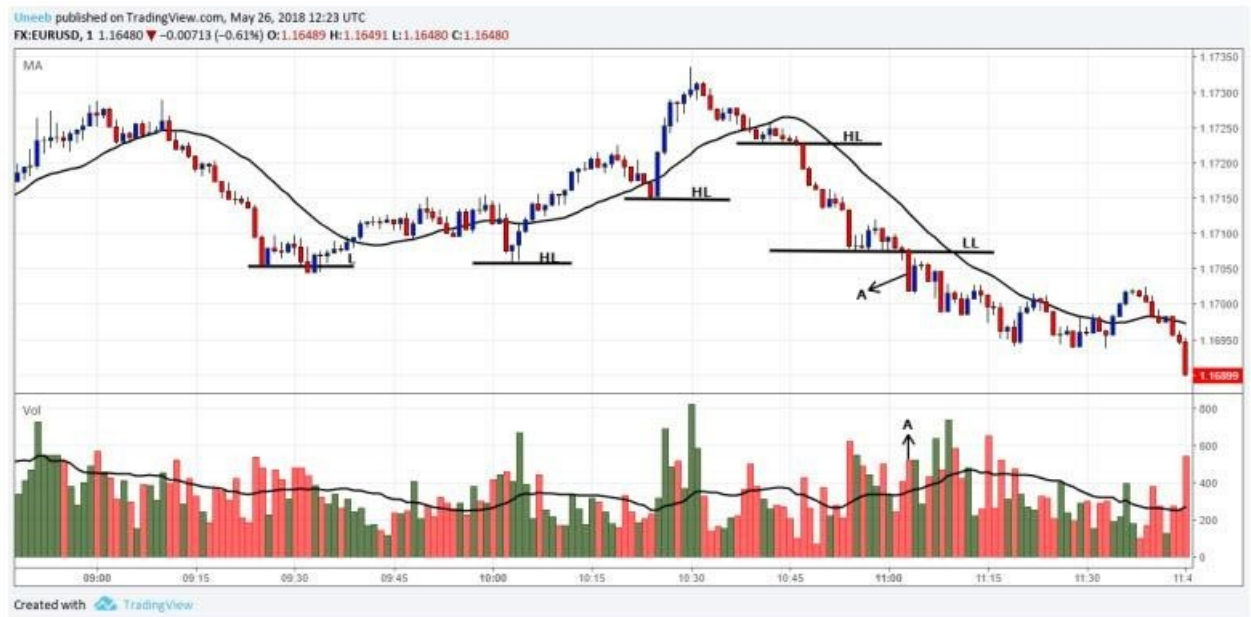 Uneeb published on TradingView.com, May 26, 2018 12:23 UTC
FX:EURUSD, 1 1.16480 ▼ −0.00713 (−0.61%) O:1.16489 H:1.16491 L:1.16480 C:1.16480
MA
1.17350
1.17300
1.17250
1.17200
1.17150
1.17100
1.17050
1.17000
1.16950
1.16899
L
HL
HL
HL
LL
A
Vol
A
800
600
400
200
0
09:00 09:15 09:30 09:45 10:00 10:15 10:30 10:45 11:00 11:15 11:30 11:4
Created with TradingView